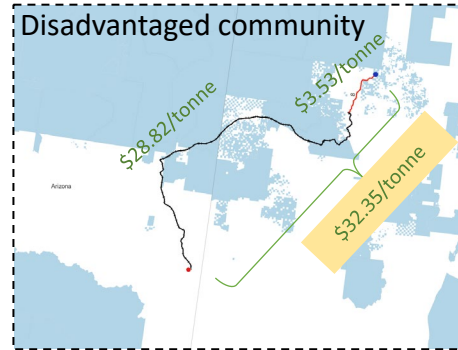 Disadvantaged community
$28.82/tonne
$3.53/tonne
$32.35/tonne
Arizona